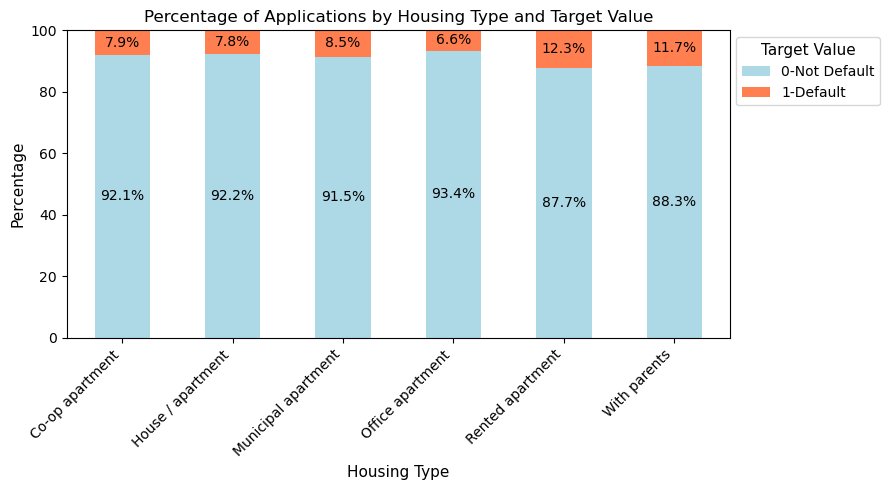 Percentage of Applications by Housing Type and Target Value
100
80
60
40
20
0
Percentage
7.9%
7.8%
8.5%
6.6%
12.3%
11.7%
92.1%
92.2%
91.5%
93.4%
87.7%
88.3%
Co-op apartment
House / apartment
Municipal apartment
Office apartment
Rented apartment
With parents
Housing Type
Target Value
0-Not Default
1-Default